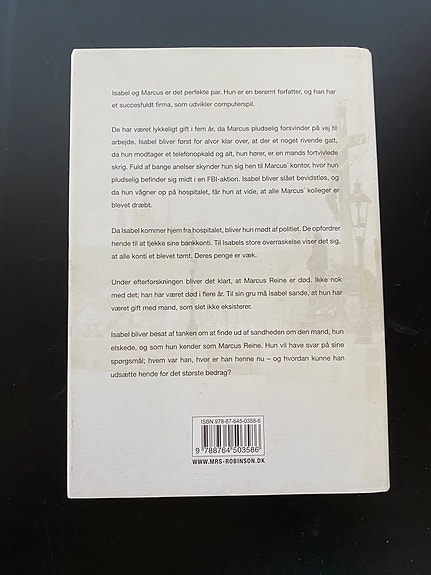 Isabel og Marcus er det perfekte par. Hun er en berømt forfatter, og han har
et succesfuldt firma, som udvikler computerspil.
De har været lykkeligt gift i fem år, da Marcus pludselig forsvinder på vej til
arbejde. Isabel bliver først for alvor klar over, at der er noget rivende galt,
da hun modtager et telefonopkald og alt, hun hører, er en mands fortvivlede
skrig. Fuld af bange anelser skynder hun sig hen til Marcus´ kontor, hvor hun
pludselig befinder sig midt i en FBI-aktion. Isabel bliver slået bevidstløs, og
da hun vågner op på hospitalet, får hun at vide, at alle Marcus´ kolleger er
blevet dræbt.
Da Isabel kommer hjem fra hospitalet, bliver hun mødt af politiet. De opfordrer
hende til at tjekke sine bankkonti. Til Isabels store overraskelse viser det sig,
at alle konti er blevet tømt. Deres penge er væk.
Under efterforskningen bliver det klart, at Marcus Reine er død. Ikke nok
med det; han har været død i flere år. Til sin gru må Isabel sande, at hun har
været gift med mand, som slet ikke eksisterer.
Isabel bliver besat af tanken om at finde ud af sandheden om den mand, hun
elskede, og som hun kender som Marcus Reine. Hun vil have svar på sine
spørgsmål; hvem var han, hvor er han henne nu – og hvordan kunne han
udsætte hende for det største bedrag?
ISBN 978-87-645-0358-6
9 788764 503586
WWW.MRS-ROBINSON.DK